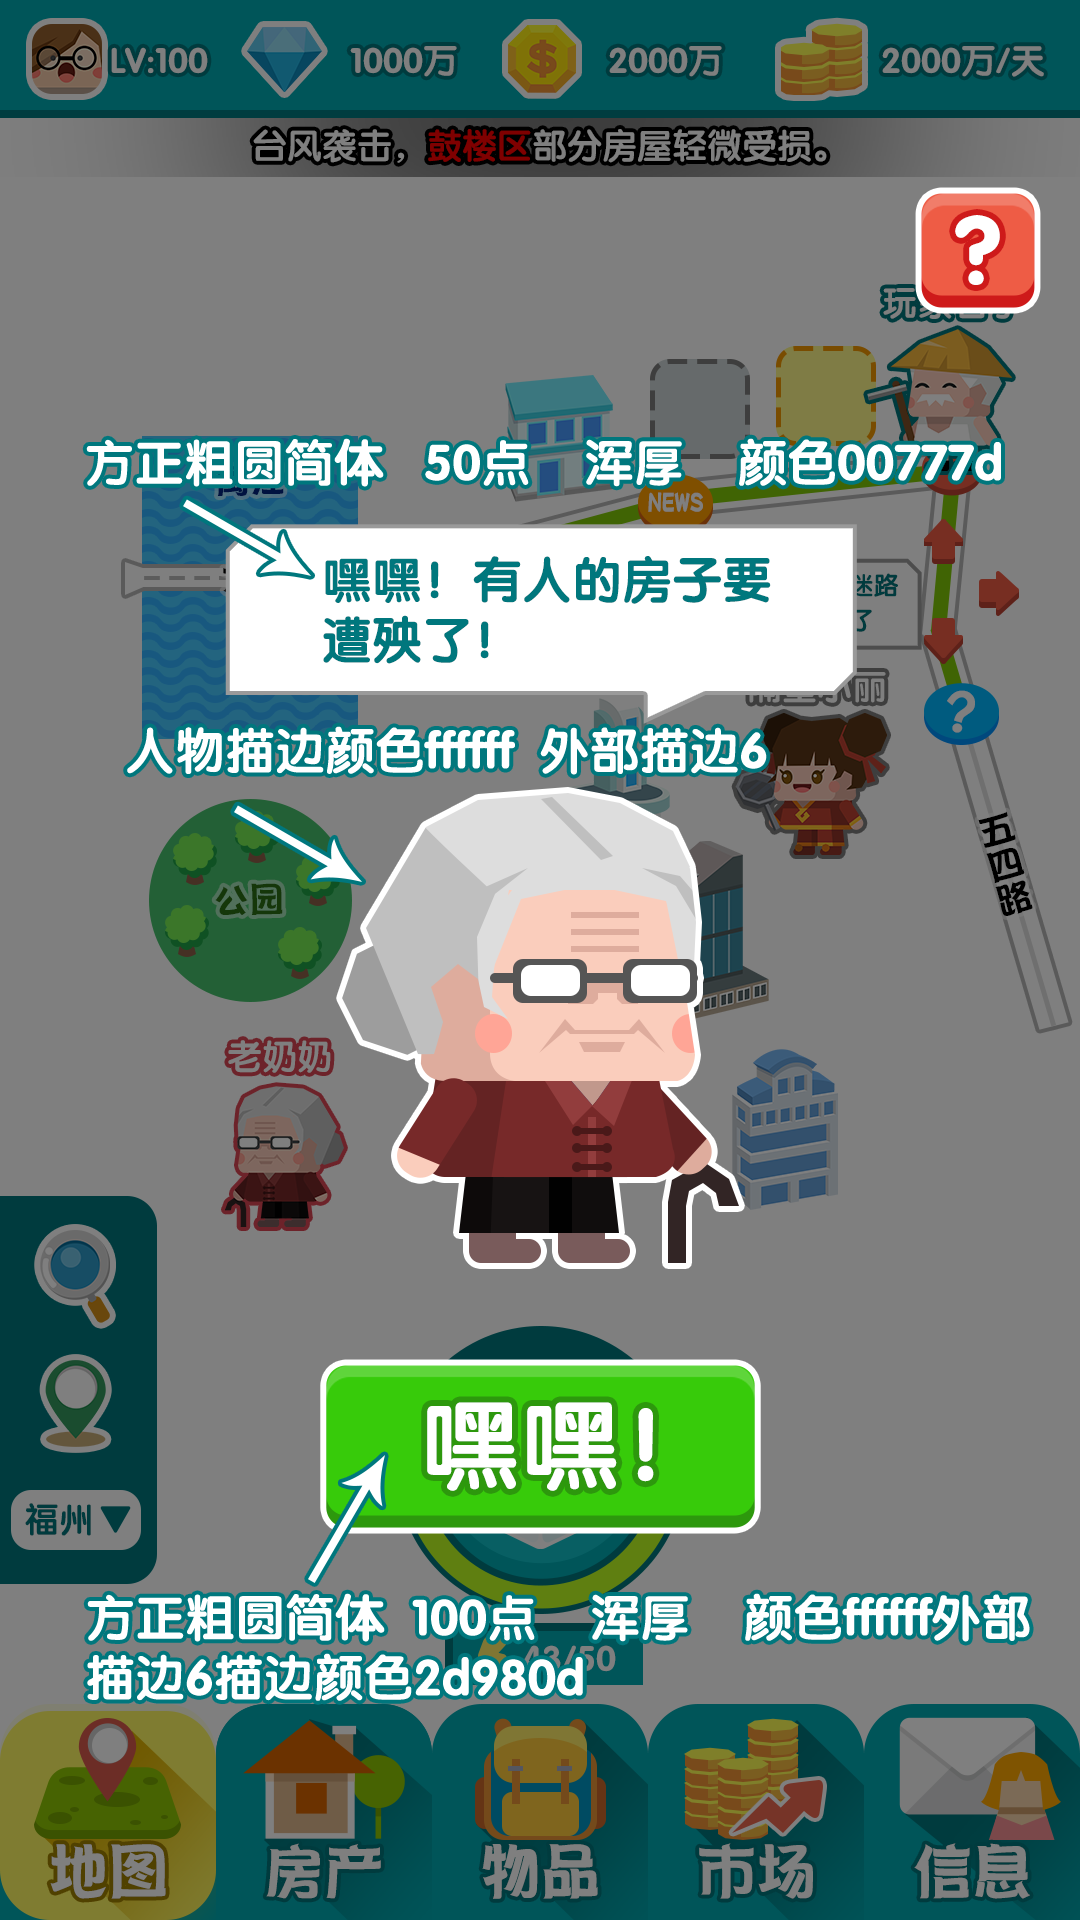 LV:100 1000万 2000万 2000万/天
台风袭击，鼓楼区部分房屋轻微受损。
方正粗圆简体 50点 浑厚 颜色00777d
NEWS
嘿嘿！有人的房子要
遭殃了！
迷路
了
人物描边颜色ffffff 外部描边6
五四路
公园
老奶奶
嘿嘿！
福州
方正粗圆简体 100点 浑厚 颜色ffffff外部
描边6描边颜色2d980d
43/50
地图 房产 物品 市场 信息